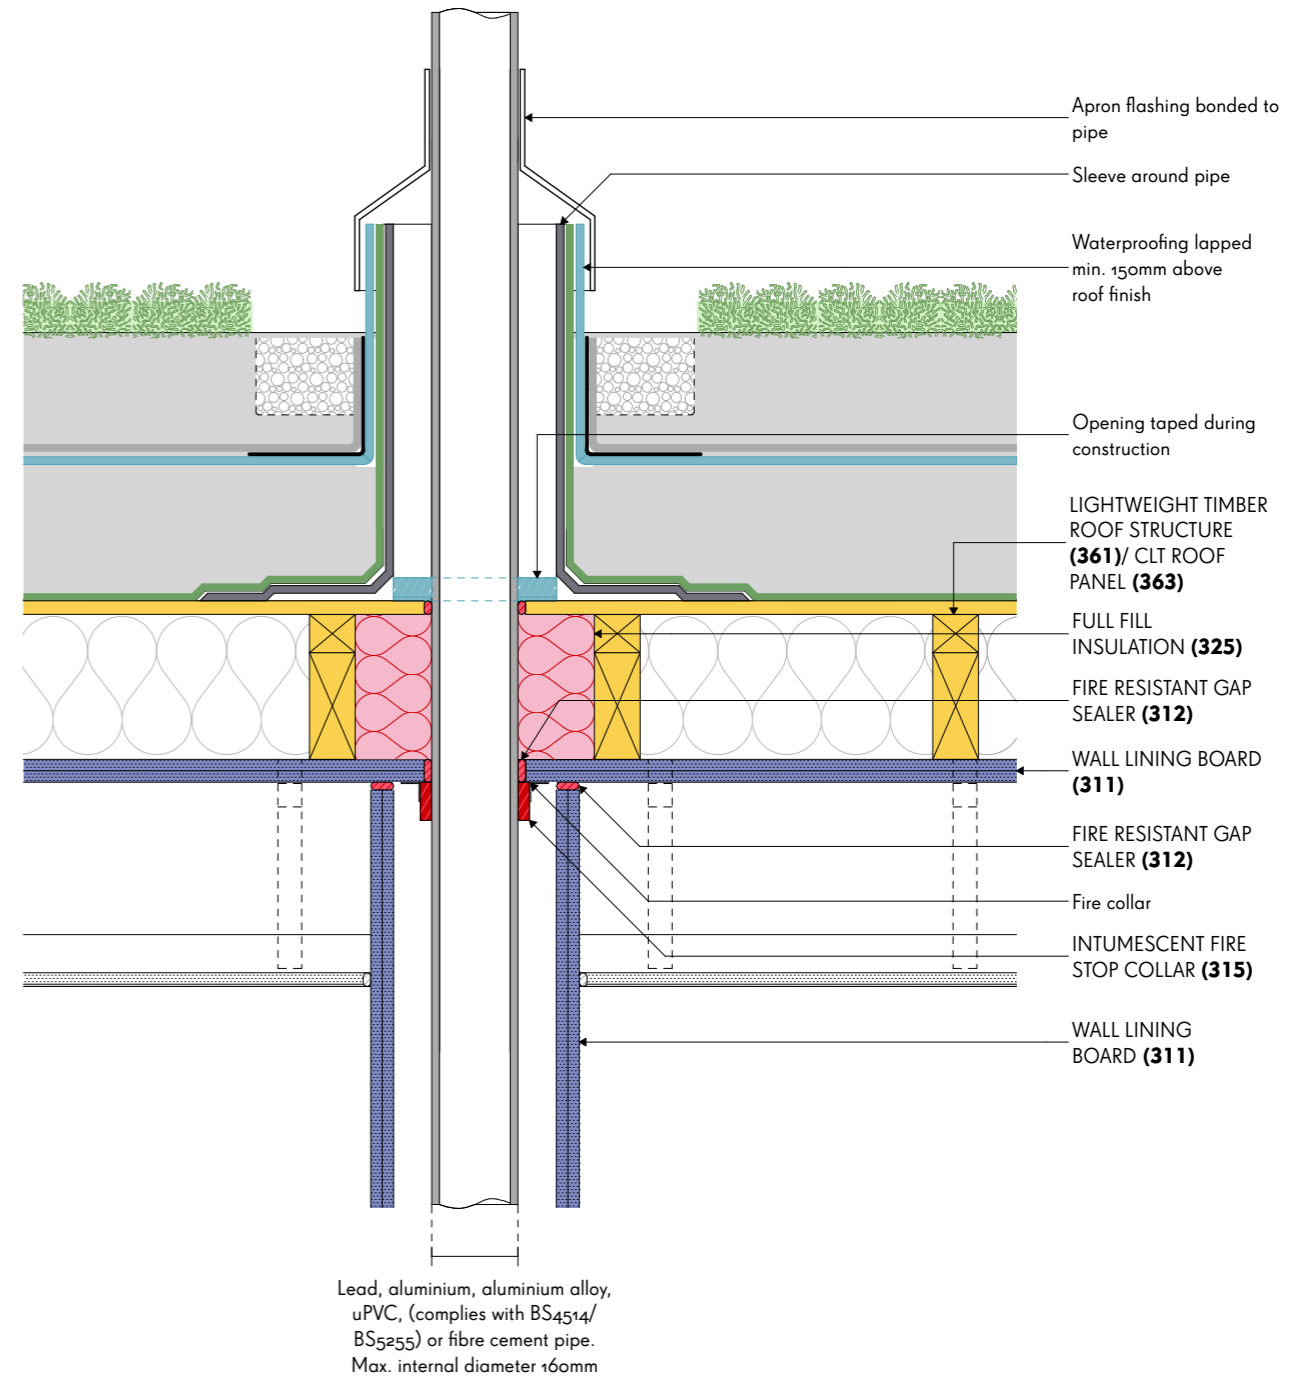 Apron flashing bonded to
pipe
Sleeve around pipe
Waterproofing lapped
min. 150mm above
roof finish
Opening taped during
construction
LIGHTWEIGHT TIMBER
ROOF STRUCTURE
(361)/ CLT ROOF
PANEL (363)
FULL FILL
INSULATION (325)
FIRE RESISTANT GAP
SEALER (312)
WALL LINING BOARD
(311)
FIRE RESISTANT GAP
SEALER (312)
Fire collar
INTUMESCENT FIRE
STOP COLLAR (315)
WALL LINING
BOARD (311)
Lead, aluminium, aluminium alloy,
uPVC, (complies with BS4514/
BS5255) or fibre cement pipe.
Max. internal diameter 160mm